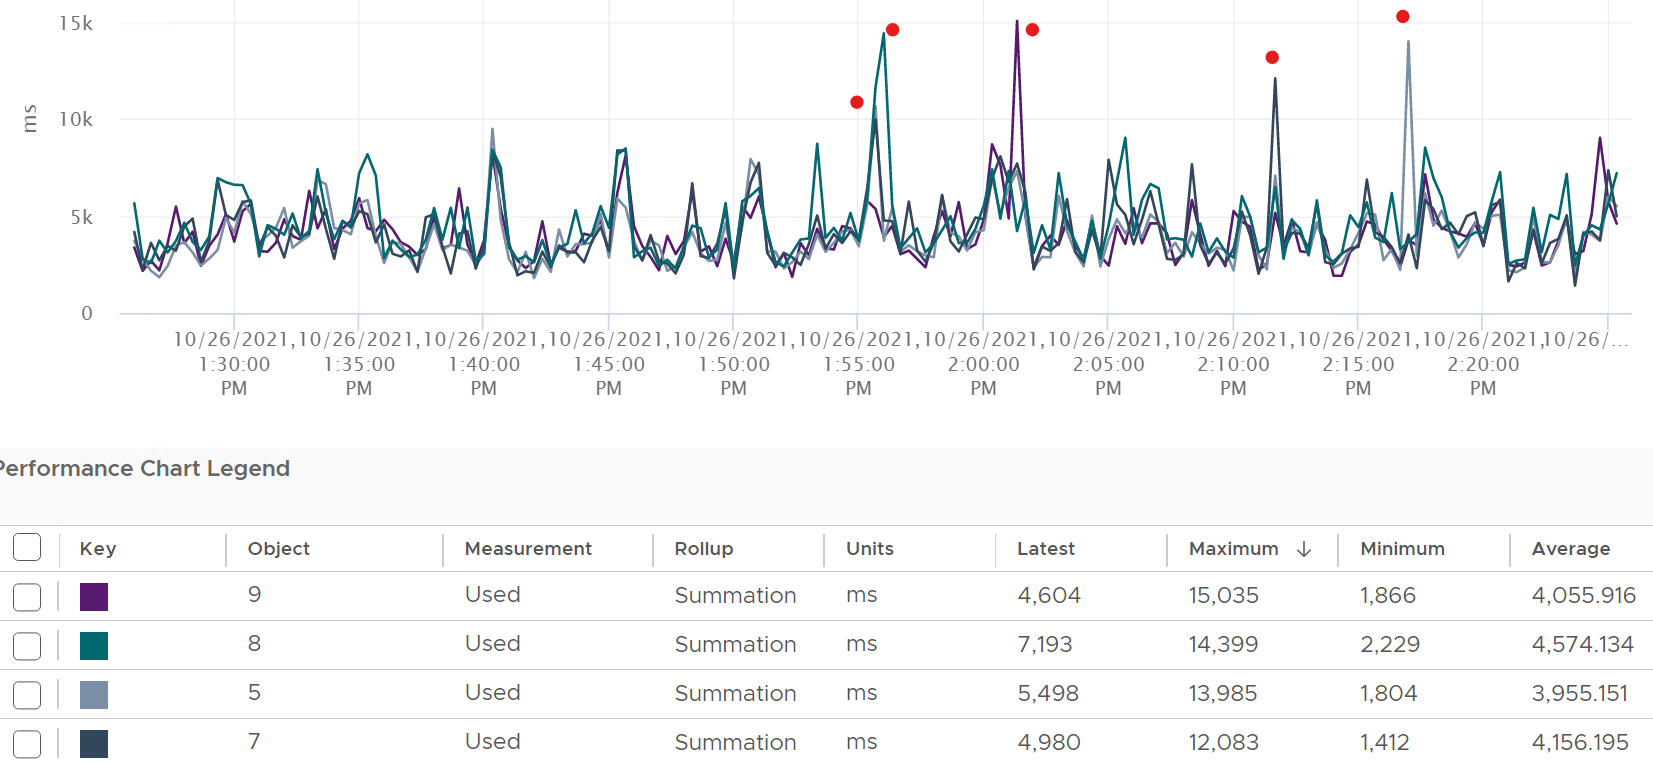 15k
10k
ms
5k
0
10/26/2021, 10/26/2021, 10/26/2021, 10/26/2021, 10/26/2021, 10/26/2021, 10/26/2021, 10/26/2021, 10/26/2021, 10/26/2021, 10/26/2021, 10/26/...
1:30:00 1:35:00 1:40:00 1:45:00 1:50:00 1:55:00 2:00:00 2:05:00 2:10:00 2:15:00 2:20:00
PM PM PM PM PM PM PM PM PM PM PM
Performance Chart Legend
Key Object Measurement Rollup Units Latest Maximum ↓ Minimum Average
9 Used Summation ms 4,604 15,035 1,866 4,055.916
8 Used Summation ms 7,193 14,399 2,229 4,574.134
5 Used Summation ms 5,498 13,985 1,804 3,955.151
7 Used Summation ms 4,980 12,083 1,412 4,156.195